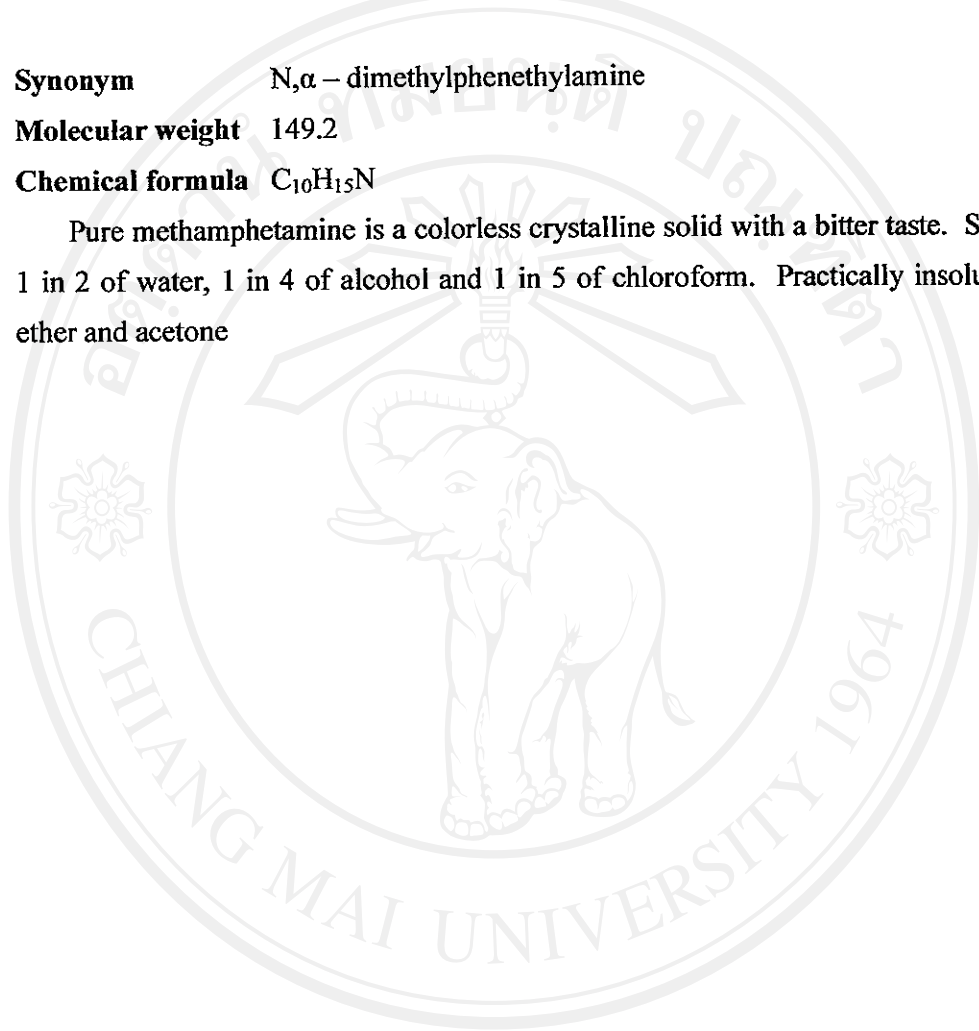 Synonym N,α – dimethylphenethylamine
Molecular weight 149.2
Chemical formula C₁₀H₁₅N
Pure methamphetamine is a colorless crystalline solid with a bitter taste. S
1 in 2 of water, 1 in 4 of alcohol and 1 in 5 of chloroform. Practically insolu
ether and acetone
CHIANG MAI UNIVERSITY 1964